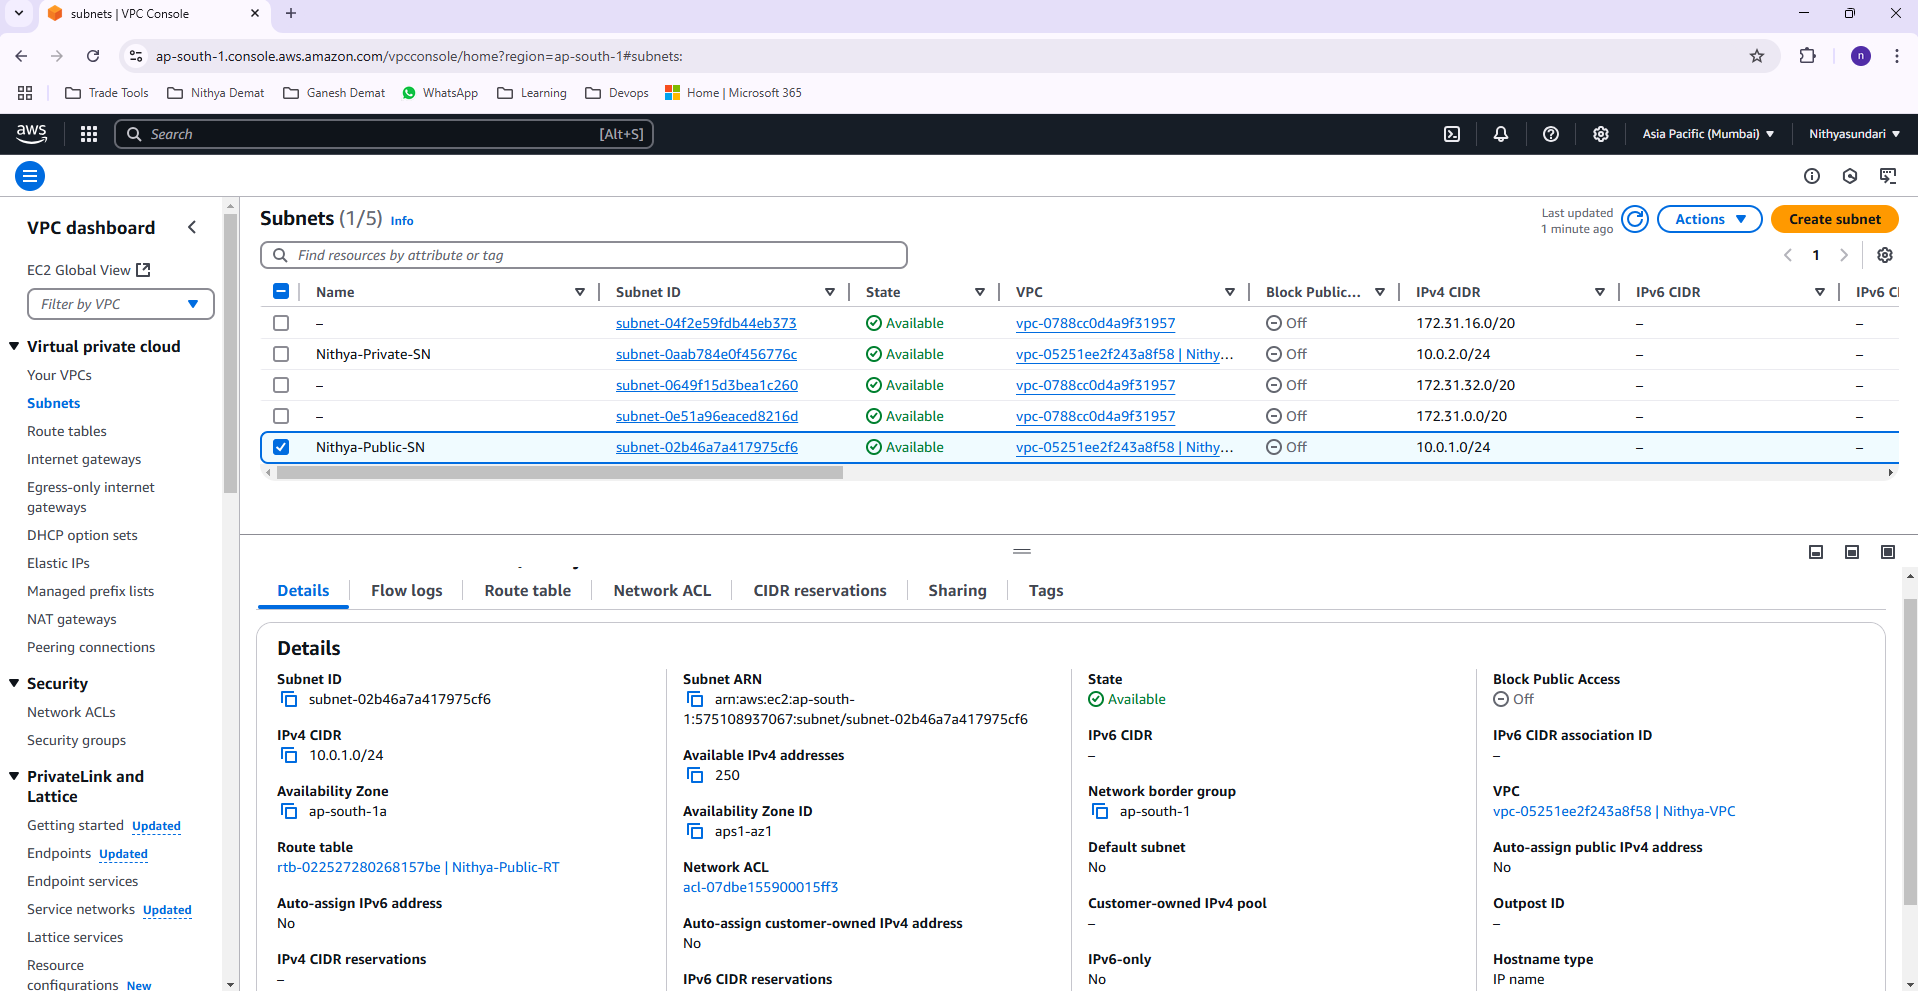 subnets | VPC Console
ap-south-1.console.aws.amazon.com/vpcconsole/home?region=ap-south-1#subnets:
n
Trade Tools
Nithya Demat
Ganesh Demat
WhatsApp
Learning
Devops
Home | Microsoft 365
aws
Search
[Alt+S]
Asia Pacific (Mumbai)
Nithyasundari
VPC dashboard
EC2 Global View
Filter by VPC
Virtual private cloud
Your VPCs
Subnets
Route tables
Internet gateways
Egress-only internet
gateways
DHCP option sets
Elastic IPs
Managed prefix lists
NAT gateways
Peering connections
Security
Network ACLs
Security groups
PrivateLink and
Lattice
Getting started Updated
Endpoints Updated
Endpoint services
Service networks Updated
Lattice services
Resource
configurations New
Subnets (1/5) Info
Last updated
1 minute ago
Actions
Create subnet
Find resources by attribute or tag
1
Name Subnet ID State VPC Block Public... IPv4 CIDR IPv6 CIDR IPv6 CI
– subnet-04f2e59fdb44eb373 Available vpc-0788cc0d4a9f31957 Off 172.31.16.0/20 – –
Nithya-Private-SN subnet-0aab784e0f456776c Available vpc-05251ee2f243a8f58 | Nithy... Off 10.0.2.0/24 – –
– subnet-0649f15d3bea1c260 Available vpc-0788cc0d4a9f31957 Off 172.31.32.0/20 – –
– subnet-0e51a96eaced8216d Available vpc-0788cc0d4a9f31957 Off 172.31.0.0/20 – –
Nithya-Public-SN subnet-02b46a7a417975cf6 Available vpc-05251ee2f243a8f58 | Nithy... Off 10.0.1.0/24 – –
Details Flow logs Route table Network ACL CIDR reservations Sharing Tags
Details
Subnet ID
subnet-02b46a7a417975cf6
IPv4 CIDR
10.0.1.0/24
Availability Zone
ap-south-1a
Route table
rtb-022527280268157be | Nithya-Public-RT
Auto-assign IPv6 address
No
IPv4 CIDR reservations
–
Subnet ARN
arn:aws:ec2:ap-south-
1:575108937067:subnet/subnet-02b46a7a417975cf6
Available IPv4 addresses
250
Availability Zone ID
aps1-az1
Network ACL
acl-07dbe155900015ff3
Auto-assign customer-owned IPv4 address
No
IPv6 CIDR reservations
State
Available
IPv6 CIDR
–
Network border group
ap-south-1
Default subnet
No
Customer-owned IPv4 pool
–
IPv6-only
No
Block Public Access
Off
IPv6 CIDR association ID
–
VPC
vpc-05251ee2f243a8f58 | Nithya-VPC
Auto-assign public IPv4 address
No
Outpost ID
–
Hostname type
IP name